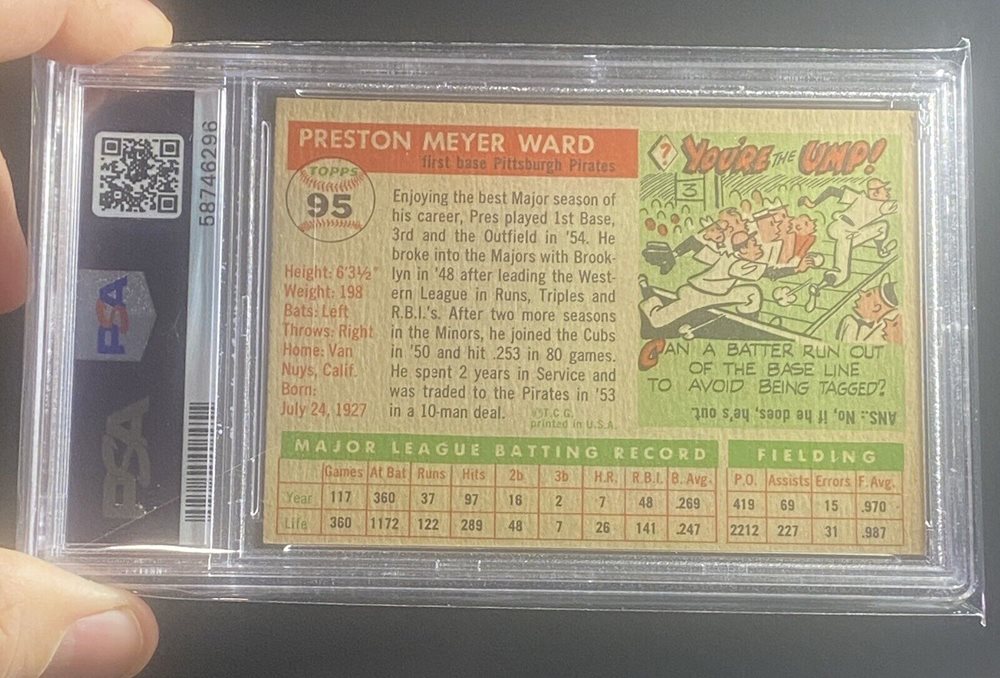 58746296
PSA
PSA
PRESTON MEYER WARD
first base Pittsburgh Pirates
TOPPS
95
Height: 6'3½"
Weight: 198
Bats: Left
Throws: Right
Home: Van
Nuys, Calif.
Born:
July 24, 1927
Enjoying the best Major season of
his career, Pres played 1st Base,
3rd and the Outfield in '54. He
broke into the Majors with Brook-
lyn in '48 after leading the West-
ern League in Runs, Triples and
R.B.I.'s. After two more seasons
in the Minors, he joined the Cubs
in '50 and hit .253 in 80 games.
He spent 2 years in Service and
was traded to the Pirates in '53
in a 10-man deal.
T.C.G.
printed in U.S.A.
?
YOU'RE THE UMP!
3
CAN A BATTER RUN OUT
OF THE BASE LINE
TO AVOID BEING TAGGED?
ANS.: No, if he does, he's out.
MAJOR LEAGUE BATTING RECORD FIELDING
Games At Bat Runs Hits 2b 3b H.R. R.B.I. B. Avg. P.O. Assists Errors F. Avg.
Year 117 360 37 97 16 2 7 48 .269 419 69 15 .970
Life 360 1172 122 289 48 7 26 141 .247 2212 227 31 .987